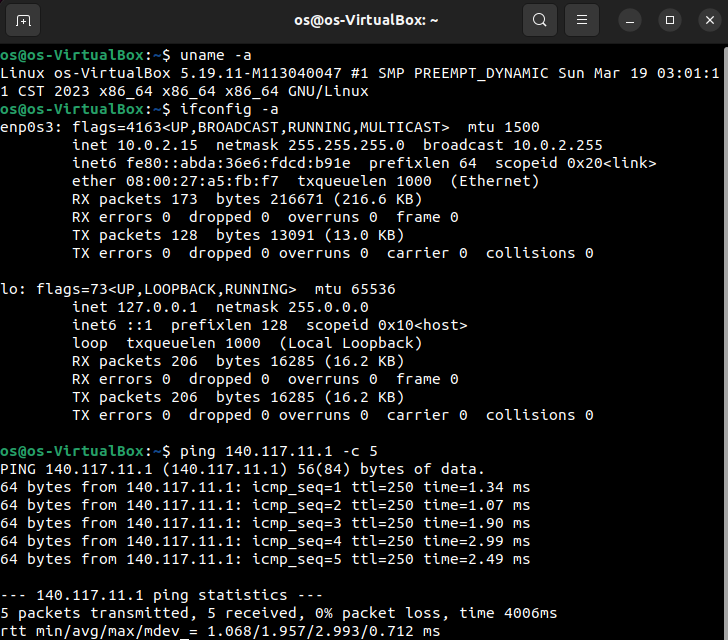 os@os-VirtualBox: ~
os@os-VirtualBox:~$ uname -a
Linux os-VirtualBox 5.19.11-M113040047 #1 SMP PREEMPT_DYNAMIC Sun Mar 19 03:01:1
1 CST 2023 x86_64 x86_64 x86_64 GNU/Linux
os@os-VirtualBox:~$ ifconfig -a
enp0s3: flags=4163<UP,BROADCAST,RUNNING,MULTICAST>  mtu 1500
        inet 10.0.2.15  netmask 255.255.255.0  broadcast 10.0.2.255
        inet6 fe80::abda:36e6:fdcd:b91e  prefixlen 64  scopeid 0x20<link>
        ether 08:00:27:a5:fb:f7  txqueuelen 1000  (Ethernet)
        RX packets 173  bytes 216671 (216.6 KB)
        RX errors 0  dropped 0  overruns 0  frame 0
        TX packets 128  bytes 13091 (13.0 KB)
        TX errors 0  dropped 0 overruns 0  carrier 0  collisions 0

lo: flags=73<UP,LOOPBACK,RUNNING>  mtu 65536
        inet 127.0.0.1  netmask 255.0.0.0
        inet6 ::1  prefixlen 128  scopeid 0x10<host>
        loop  txqueuelen 1000  (Local Loopback)
        RX packets 206  bytes 16285 (16.2 KB)
        RX errors 0  dropped 0  overruns 0  frame 0
        TX packets 206  bytes 16285 (16.2 KB)
        TX errors 0  dropped 0 overruns 0  carrier 0  collisions 0

os@os-VirtualBox:~$ ping 140.117.11.1 -c 5
PING 140.117.11.1 (140.117.11.1) 56(84) bytes of data.
64 bytes from 140.117.11.1: icmp_seq=1 ttl=250 time=1.34 ms
64 bytes from 140.117.11.1: icmp_seq=2 ttl=250 time=1.07 ms
64 bytes from 140.117.11.1: icmp_seq=3 ttl=250 time=1.90 ms
64 bytes from 140.117.11.1: icmp_seq=4 ttl=250 time=2.99 ms
64 bytes from 140.117.11.1: icmp_seq=5 ttl=250 time=2.49 ms

--- 140.117.11.1 ping statistics ---
5 packets transmitted, 5 received, 0% packet loss, time 4006ms
rtt min/avg/max/mdev_= 1.068/1.957/2.993/0.712 ms